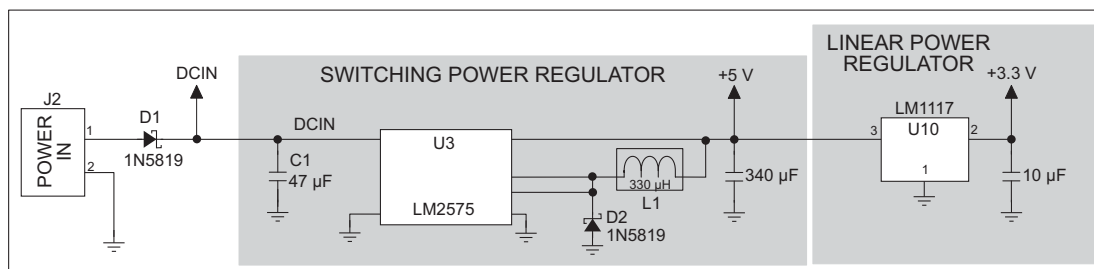 SWITCHING POWER REGULATOR
LINEAR POWER
REGULATOR
DCIN
+5 V
+3.3 V
J2
POWER
IN
1
2
D1
1N5819
DCIN
C1
47 µF
U3
LM2575
330 µH
L1
D2
1N5819
340 µF
LM1117
3
U10
2
1
10 µF